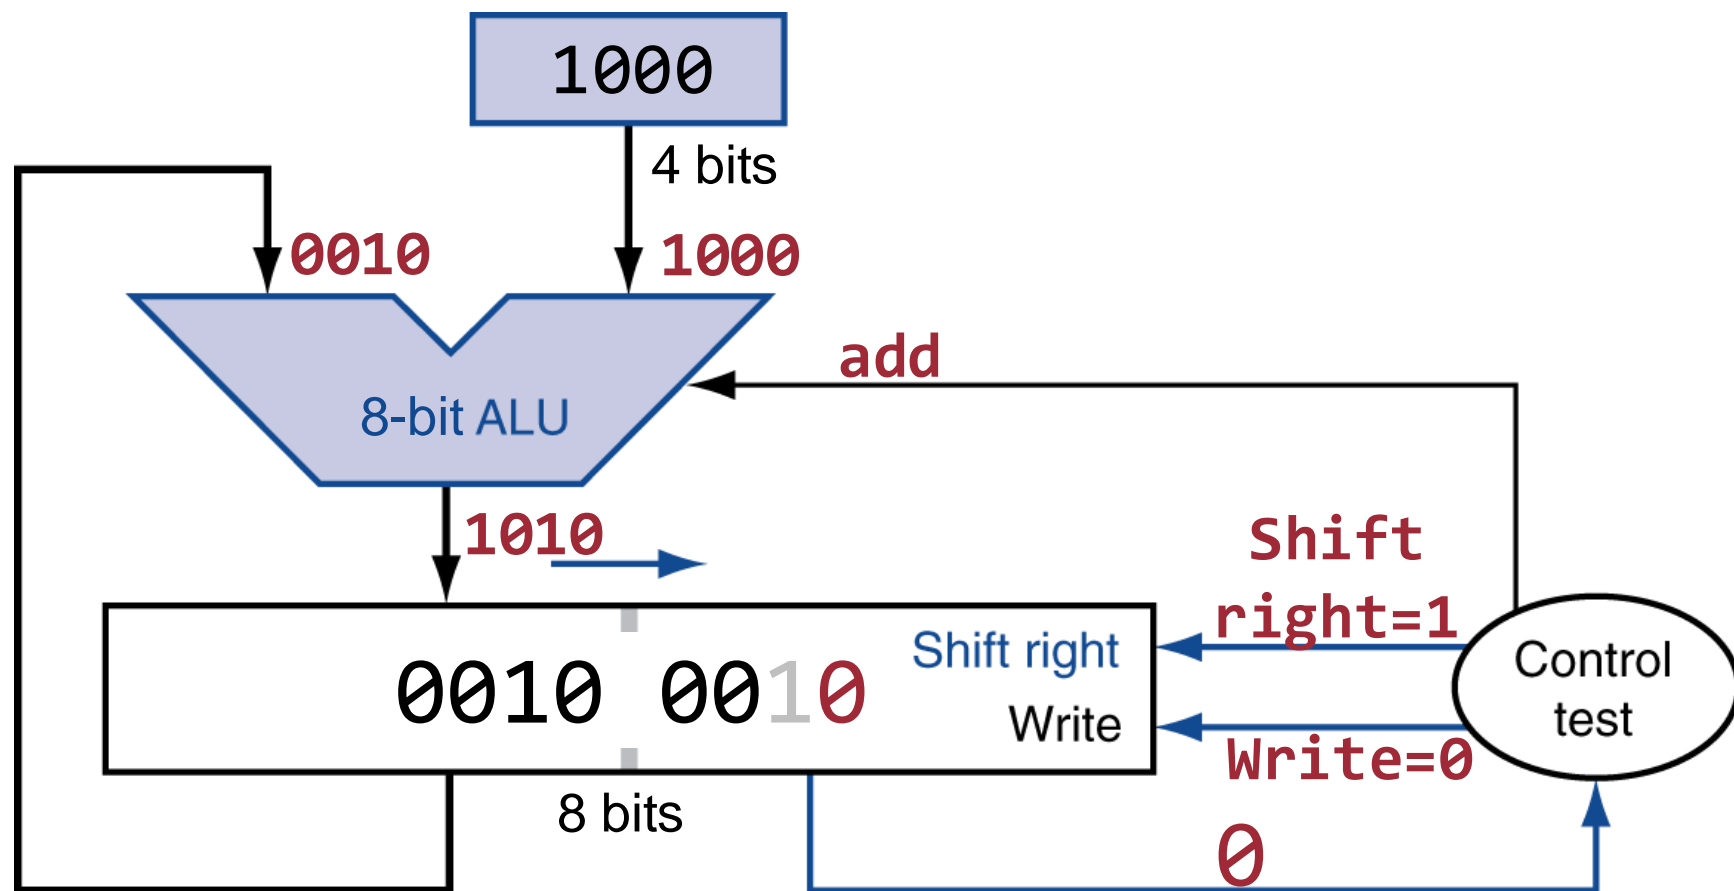 1000
4 bits
0010
1000
add
8-bit ALU
1010
Shift
right=1
0010 0010
Shift right
Write
Control
test
Write=0
8 bits
0